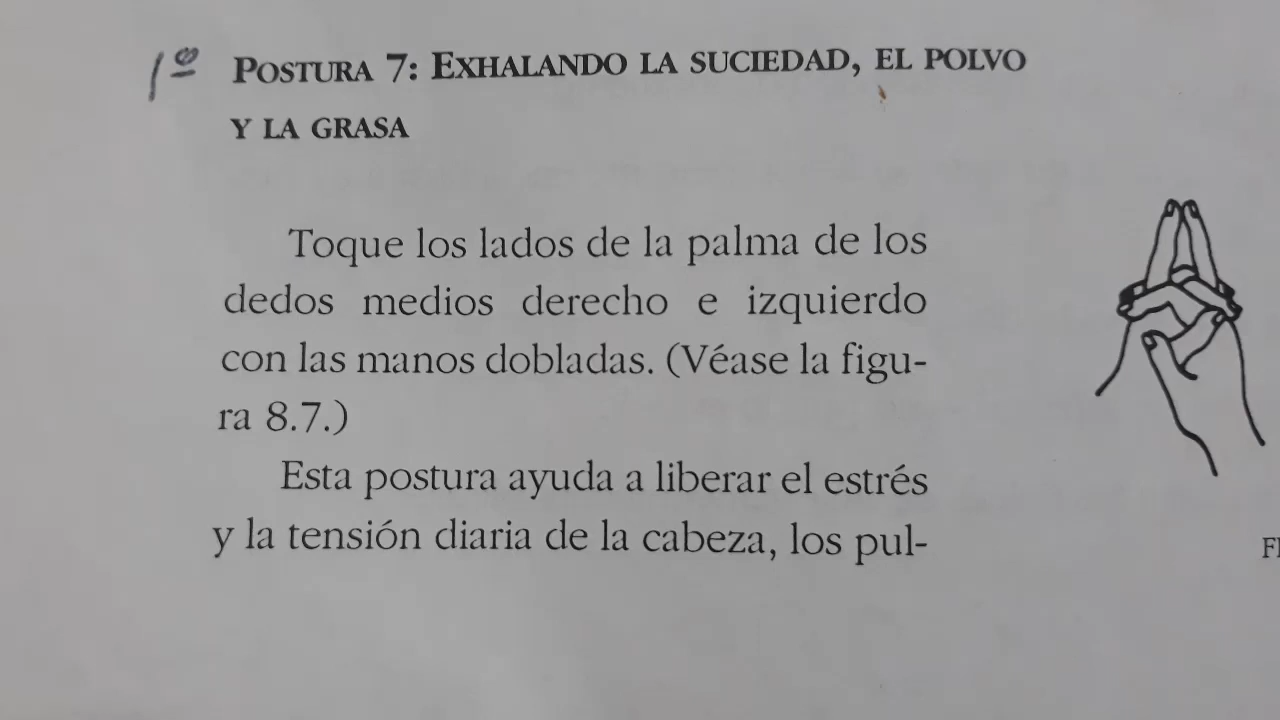 1º POSTURA 7: EXHALANDO LA SUCIEDAD, EL POLVO
Y LA GRASA
Toque los lados de la palma de los
dedos medios derecho e izquierdo
con las manos dobladas. (Véase la figu-
ra 8.7.)
Esta postura ayuda a liberar el estrés
y la tensión diaria de la cabeza, los pul-